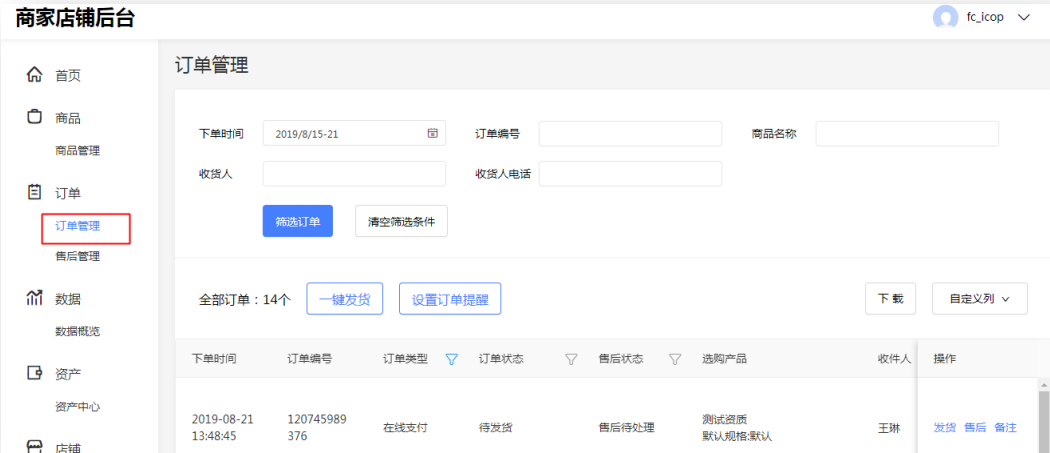 商家店铺后台
fc_icop
首页
商品
商品管理
订单
订单管理
售后管理
数据
数据概览
资产
资产中心
店铺
订单管理
下单时间 2019/8/15-21 订单编号 商品名称
收货人 收货人电话
筛选订单 清空筛选条件
全部订单：14个 一键发货 设置订单提醒 下 载 自定义列
下单时间 订单编号 订单类型 订单状态 售后状态 选购产品 收件人 操作
2019-08-21 120745989 测试资质
在线支付 待发货 售后待处理 王琳 发货 售后 备注
13:48:45 376 默认规格:默认